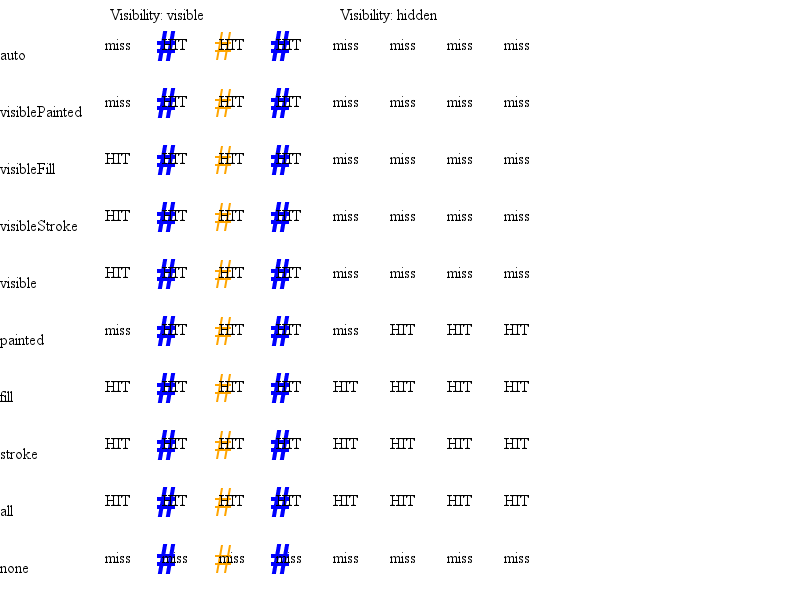 Visibility: visible Visibility: hidden
auto miss # HIT # HIT # HIT miss miss miss miss
visiblePainted miss # HIT # HIT # HIT miss miss miss miss
visibleFill HIT # HIT # HIT # HIT miss miss miss miss
visibleStroke HIT # HIT # HIT # HIT miss miss miss miss
visible HIT # HIT # HIT # HIT miss miss miss miss
painted miss # HIT # HIT # HIT miss HIT HIT HIT
fill HIT # HIT # HIT # HIT HIT HIT HIT HIT
stroke HIT # HIT # HIT # HIT HIT HIT HIT HIT
all HIT # HIT # HIT # HIT HIT HIT HIT HIT
none miss # miss # miss # miss miss miss miss miss